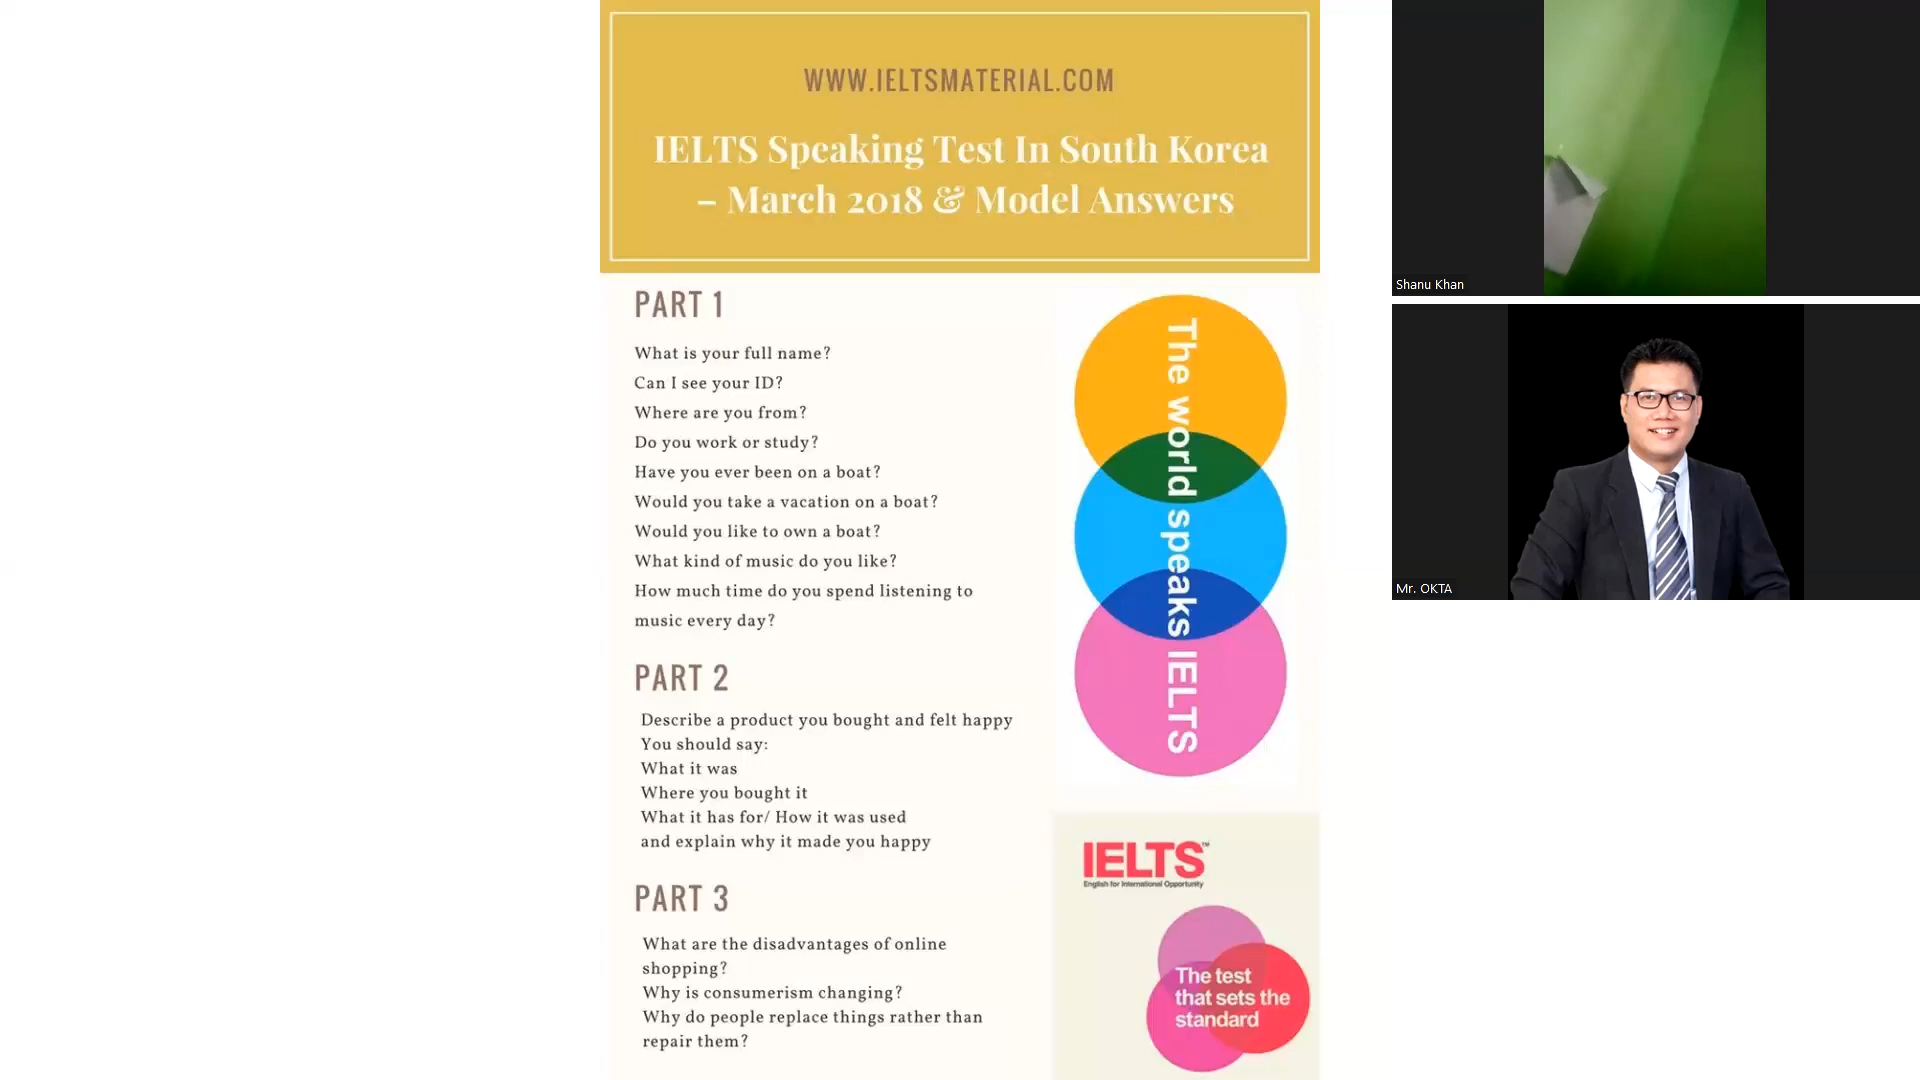 WWW.IELTSMATERIAL.COM
IELTS Speaking Test In South Korea
– March 2018 & Model Answers
PART 1
What is your full name?
Can I see your ID?
Where are you from?
Do you work or study?
Have you ever been on a boat?
Would you take a vacation on a boat?
Would you like to own a boat?
What kind of music do you like?
How much time do you spend listening to
music every day?
PART 2
Describe a product you bought and felt happy
You should say:
What it was
Where you bought it
What it has for/ How it was used
and explain why it made you happy
PART 3
What are the disadvantages of online
shopping?
Why is consumerism changing?
Why do people replace things rather than
repair them?
The world speaks IELTS
IELTS™
English for International Opportunity
The test
that sets the
standard
Shanu Khan
Mr. OKTA